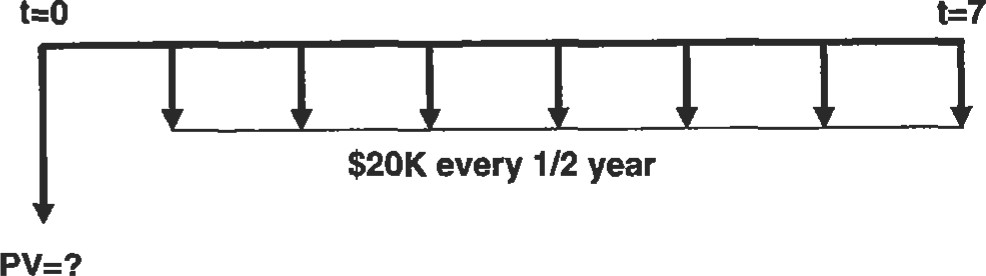 t=0
t=7
$20K every 1/2 year
PV=?